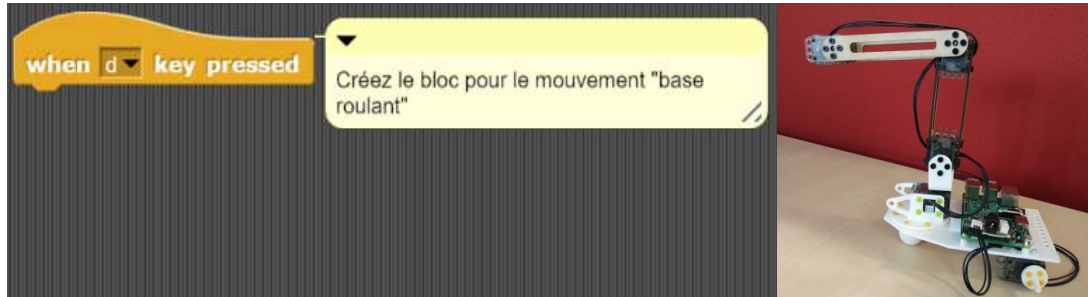 when d key pressed
Créez le bloc pour le mouvement "base
roulant"